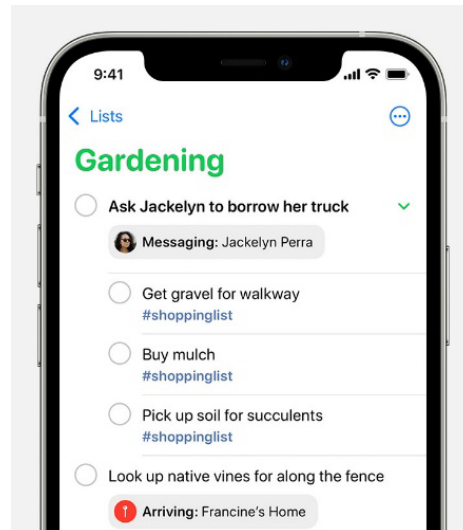 9:41
Lists
Gardening
Ask Jackelyn to borrow her truck
Messaging: Jackelyn Perra
Get gravel for walkway
#shoppinglist
Buy mulch
#shoppinglist
Pick up soil for succulents
#shoppinglist
Look up native vines for along the fence
Arriving: Francine's Home